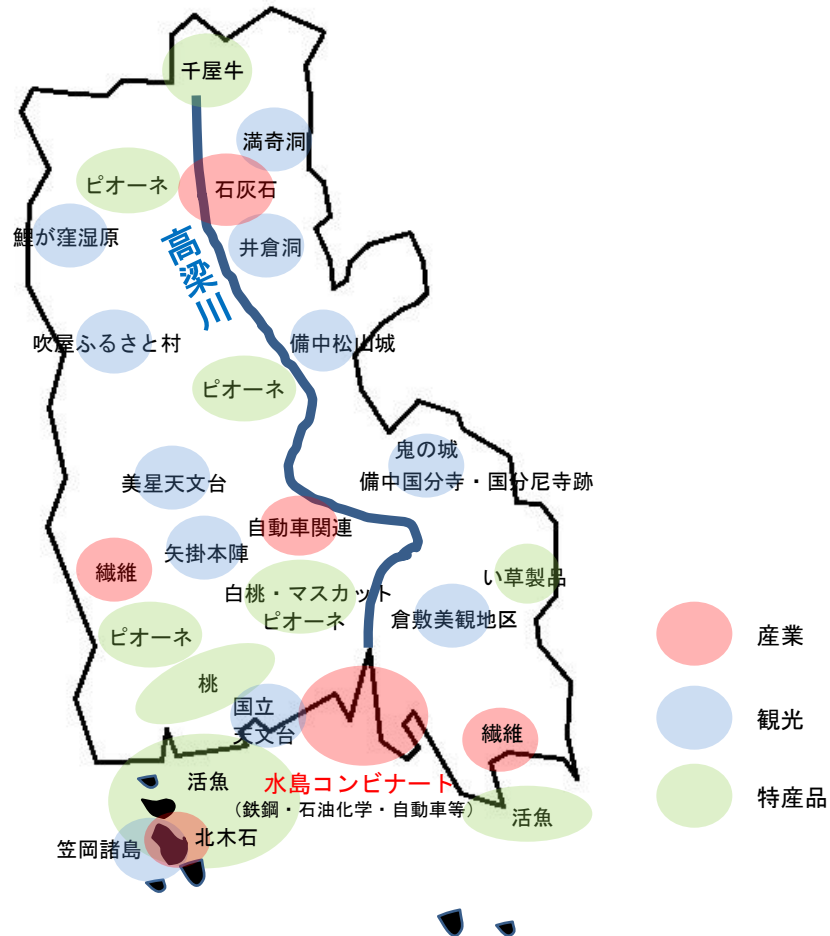 千屋牛
満奇洞
ピオーネ
石灰石
鯉が窪湿原
井倉洞
高梁川
吹屋ふるさと村
備中松山城
ピオーネ
鬼の城
備中国分寺・国分尼寺跡
美星天文台
自動車関連
矢掛本陣
繊維
い草製品
白桃・マスカット
ピオーネ
倉敷美観地区
ピオーネ
産業
桃
国立
天文台
観光
繊維
活魚
水島コンビナート
（鉄鋼・石油化学・自動車等）
特産品
活魚
北木石
笠岡諸島